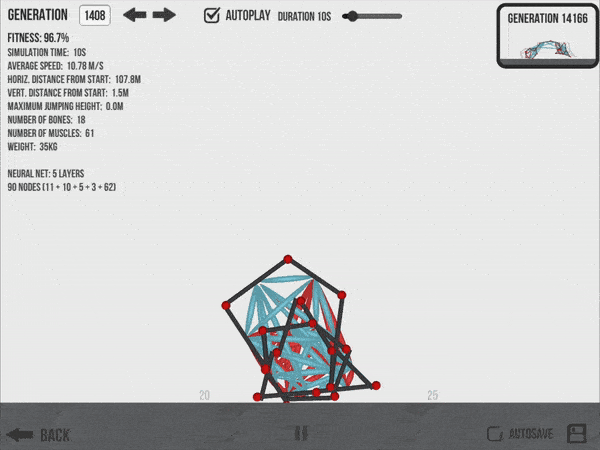 GENERATION 1408 AUTOPLAY DURATION 10S
GENERATION 14166
FITNESS: 96.7%
SIMULATION TIME: 10S
AVERAGE SPEED: 10.78 M/S
HORIZ. DISTANCE FROM START: 107.8M
VERT. DISTANCE FROM START: 1.5M
MAXIMUM JUMPING HEIGHT: 0.0M
NUMBER OF BONES: 18
NUMBER OF MUSCLES: 61
WEIGHT: 35KG
NEURAL NET: 5 LAYERS
90 NODES (11 + 10 + 5 + 3 + 62)
20 25
BACK AUTOSAVE